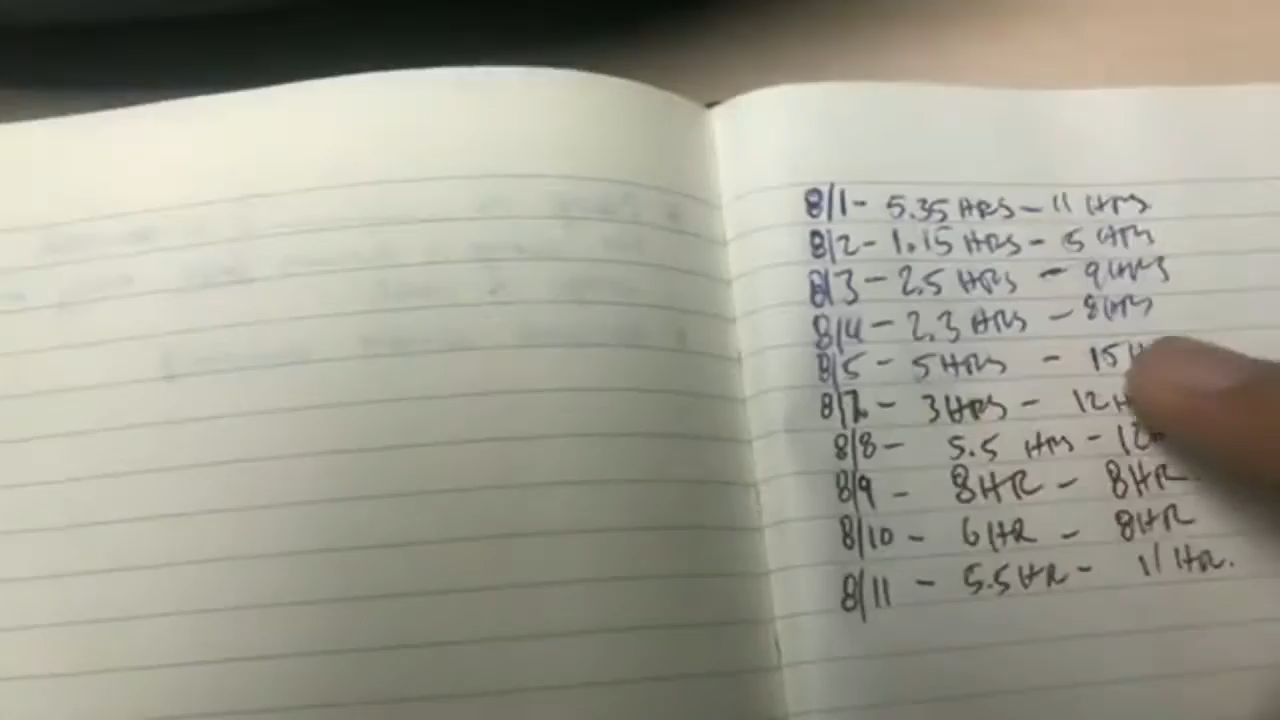 8/1 - 5.35 HRS - 11 HRS
8/2 - 1.15 HRS - 5 HRS
8/3 - 2.5 HRS - 9 HRS
8/4 - 2.3 HRS - 8 HRS
8/5 - 5 HRS - 15
8/7 - 3 HRS - 12
8/8 - 5.5 HRS - 12
8/9 - 8 HR - 8 HR.
8/10 - 6 HR - 8 HR
8/11 - 5.5 HR - 11 HR.